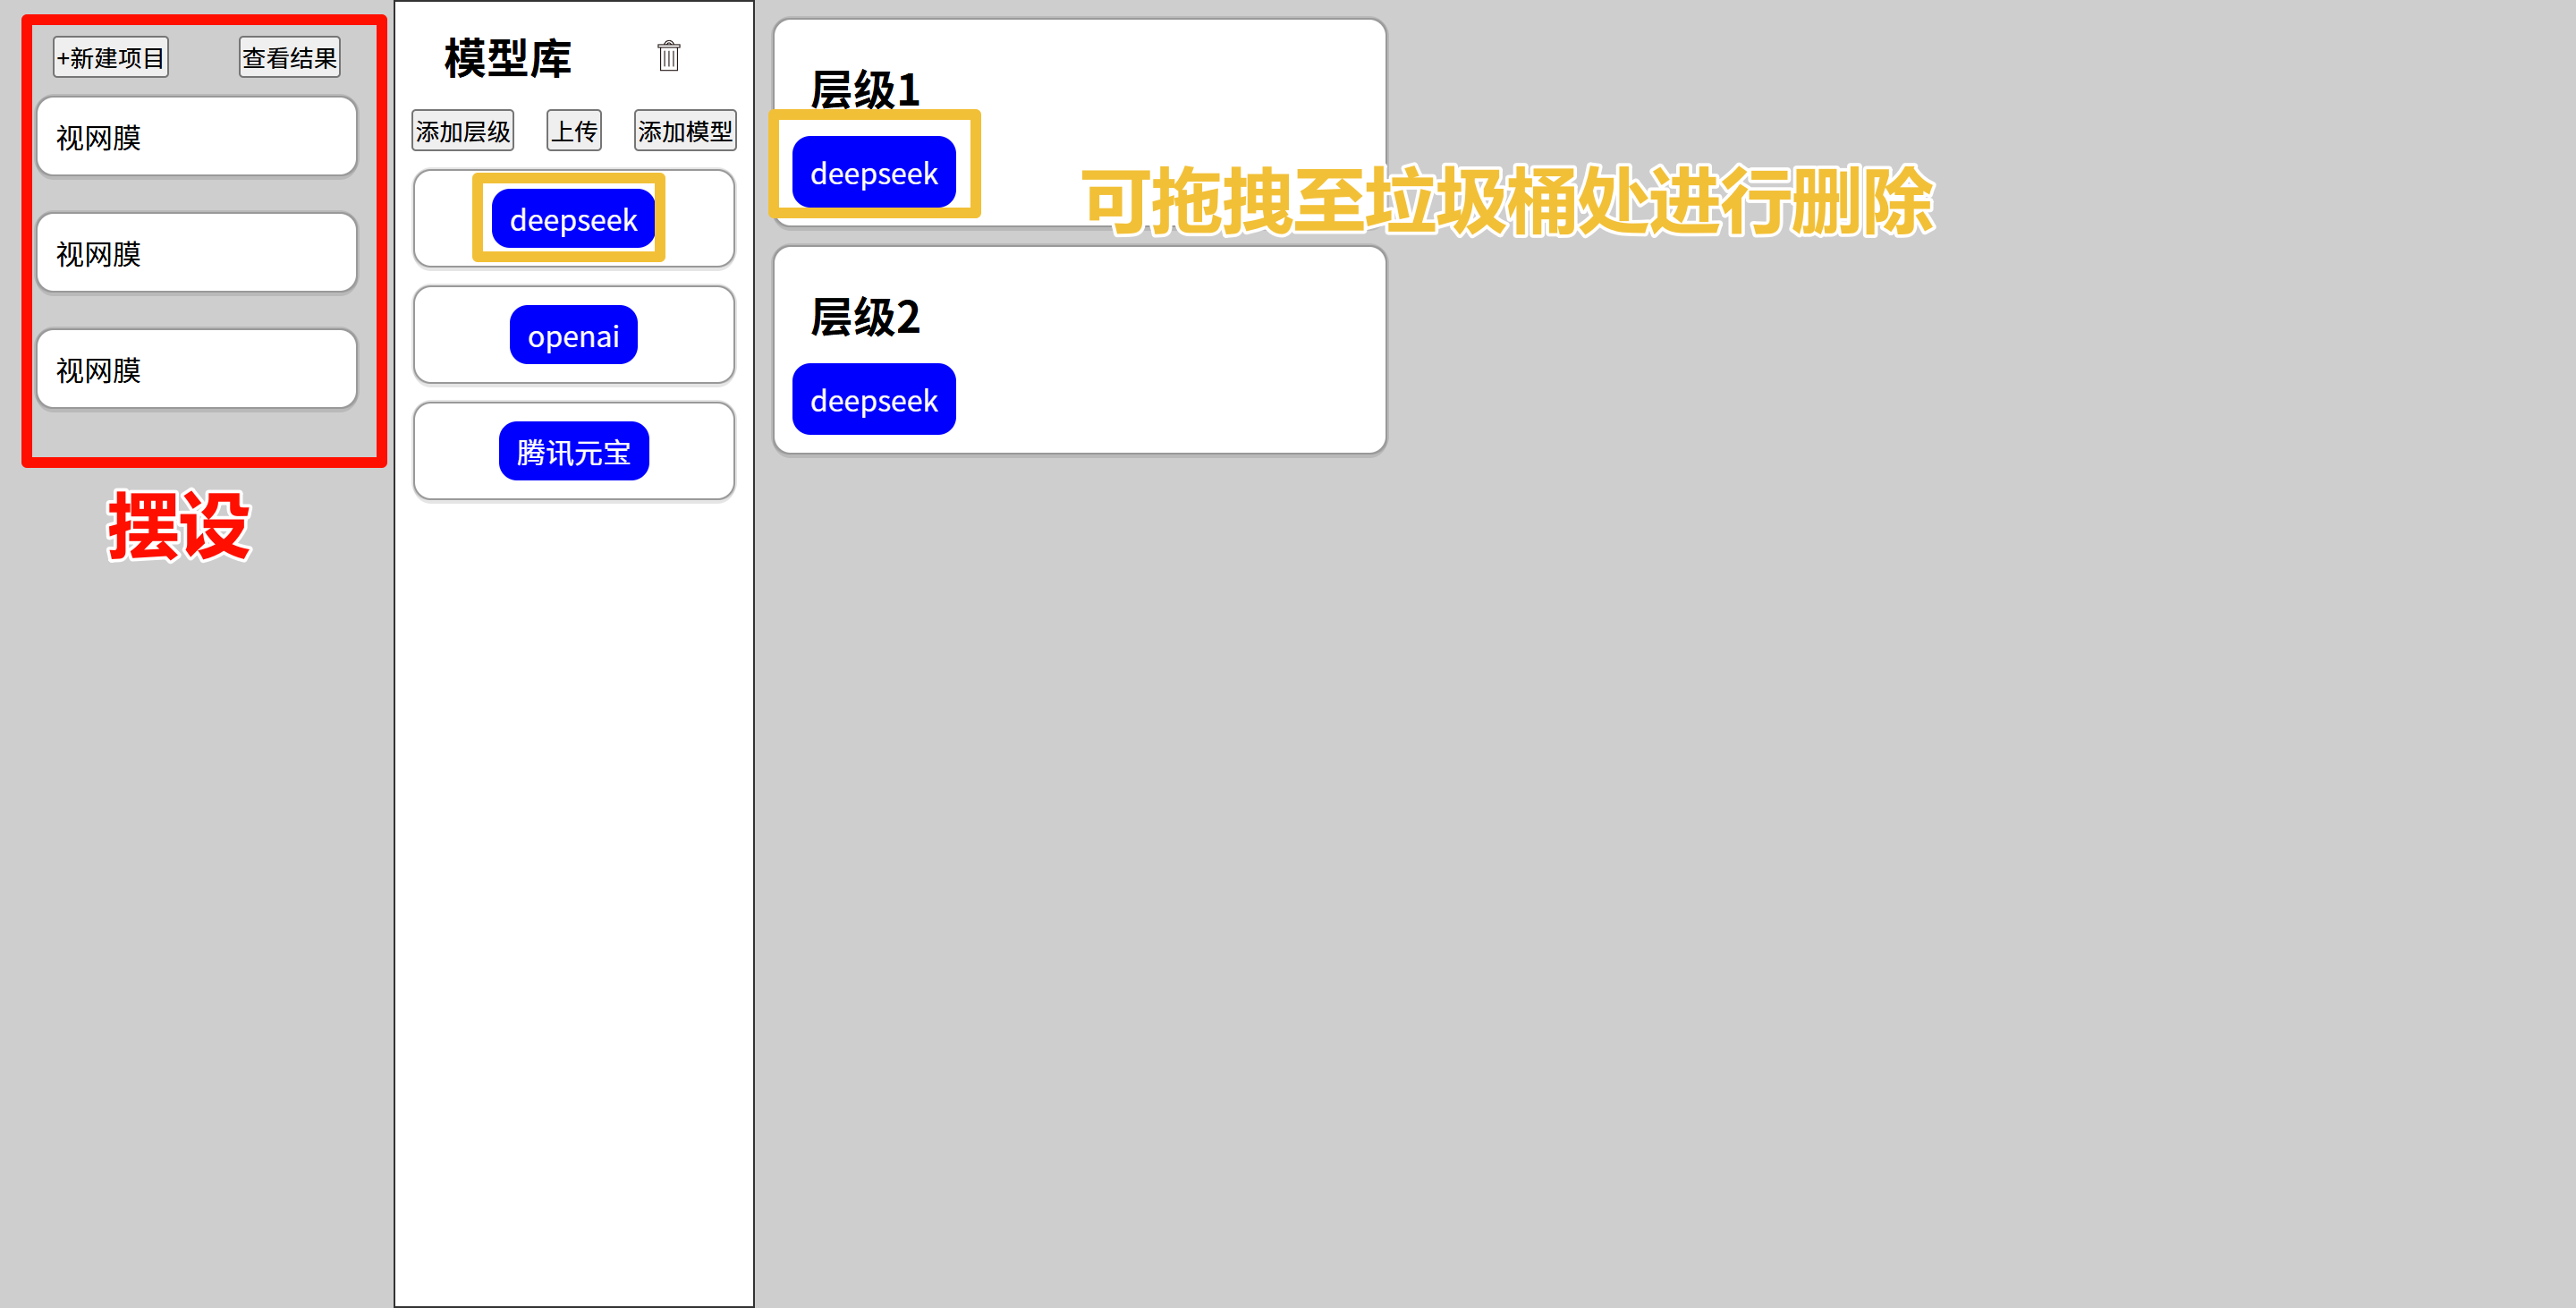 +新建项目
查看结果
视网膜
视网膜
视网膜
摆设
模型库
添加层级
上传
添加模型
deepseek
openai
腾讯元宝
层级1
deepseek
可拖拽至垃圾桶处进行删除
层级2
deepseek